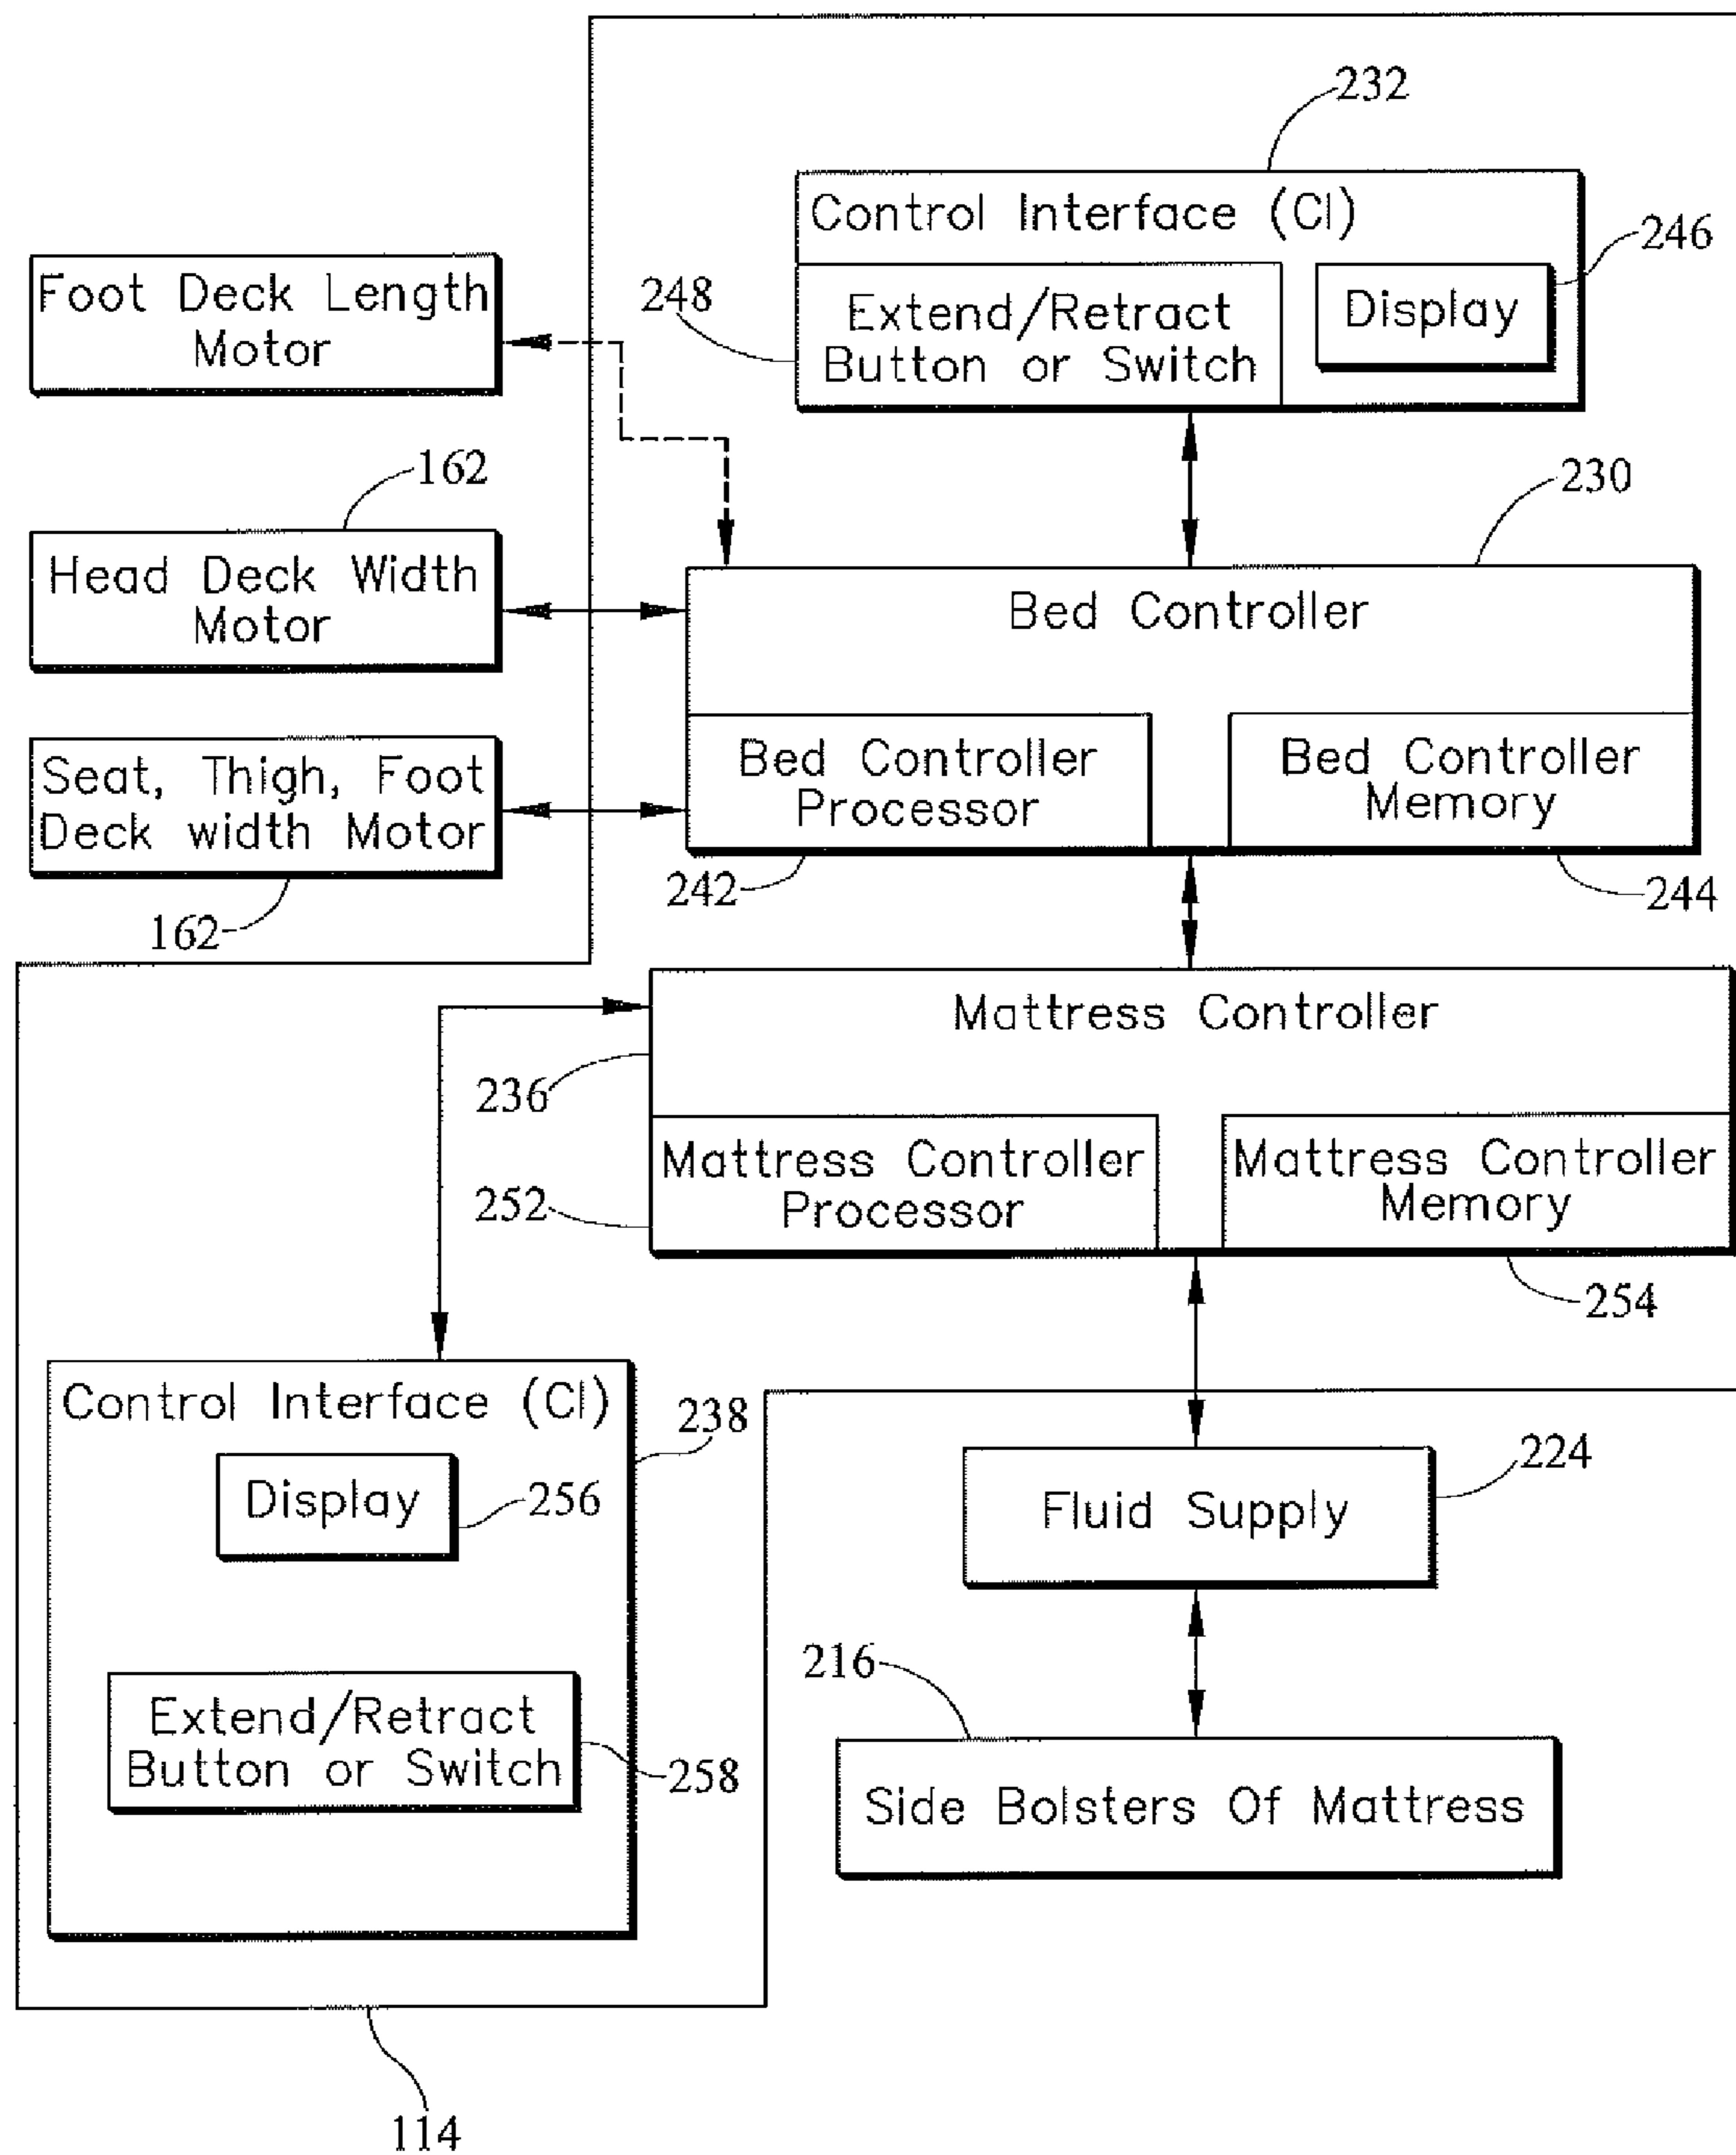 232
Control Interface (CI)
246
248
Extend/Retract
Button or Switch
Display
Foot Deck Length
Motor
162
Head Deck Width
Motor
230
Bed Controller
Seat, Thigh, Foot
Deck width Motor
162
Bed Controller
Processor
Bed Controller
Memory
242
244
Mattress Controller
236
Mattress Controller
Processor
252
Mattress Controller
Memory
254
Control Interface (CI)
238
Display
256
Extend/Retract
Button or Switch
258
Fluid Supply
224
216
Side Bolsters Of Mattress
114